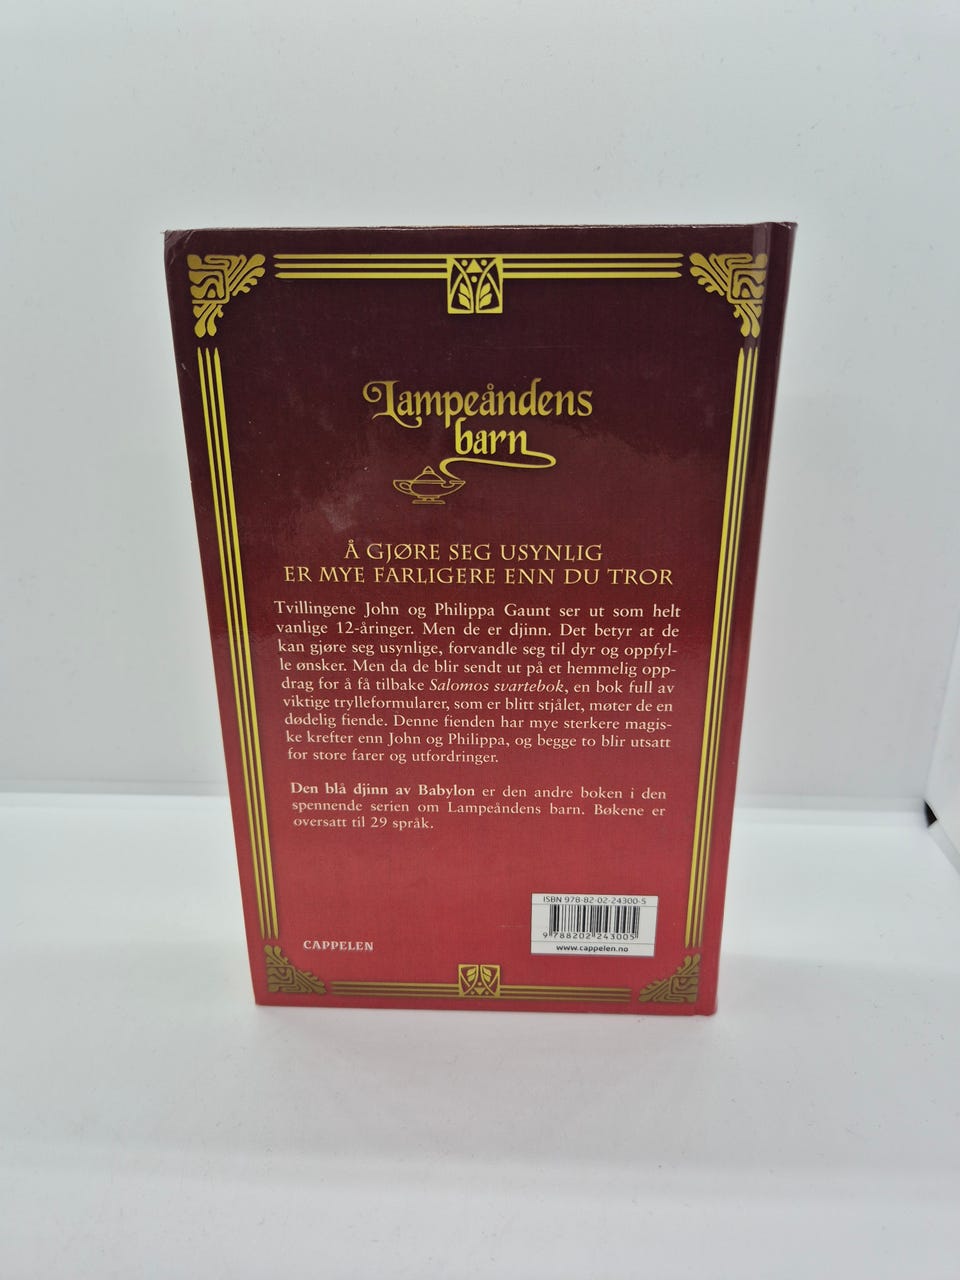 Lampeåndens
barn
Å GJØRE SEG USYNLIG
ER MYE FARLIGERE ENN DU TROR
Tvillingene John og Philippa Gaunt ser ut som helt
vanlige 12-åringer. Men de er djinn. Det betyr at de
kan gjøre seg usynlige, forvandle seg til dyr og oppfyl-
le ønsker. Men da de blir sendt ut på et hemmelig opp-
drag for å få tilbake Salomos svartebok, en bok full av
viktige trylleformularer, som er blitt stjålet, møter de en
dødelig fiende. Denne fienden har mye sterkere magis-
ke krefter enn John og Philippa, og begge to blir utsatt
for store farer og utfordringer.
Den blå djinn av Babylon er den andre boken i den
spennende serien om Lampeåndens barn. Bøkene er
oversatt til 29 språk.
ISBN 978-82-02-24300-5
9 788202 243005
www.cappelen.no
CAPPELEN